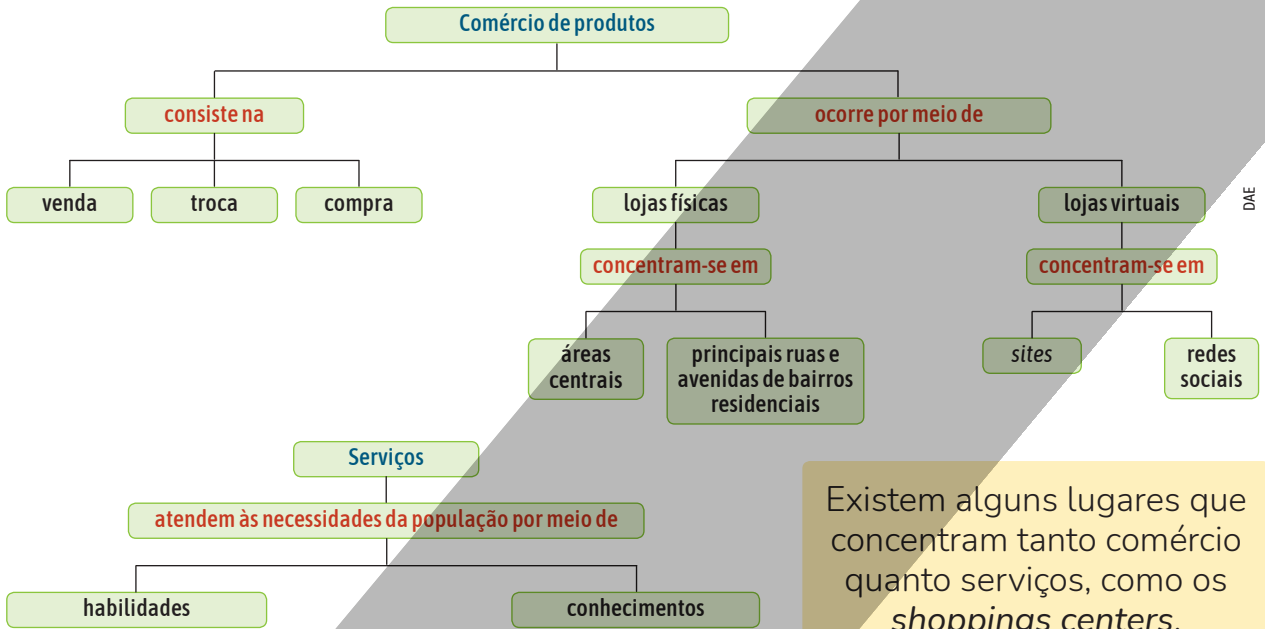 Comércio de produtos
consiste na
ocorre por meio de
venda
troca
compra
lojas físicas
lojas virtuais
DAE
concentram-se em
concentram-se em
áreas
centrais
principais ruas e
avenidas de bairros
residenciais
sites
redes
sociais
Serviços
atendem às necessidades da população por meio de
habilidades
conhecimentos
Existem alguns lugares que
concentram tanto comércio
quanto serviços, como os
shoppings centers.